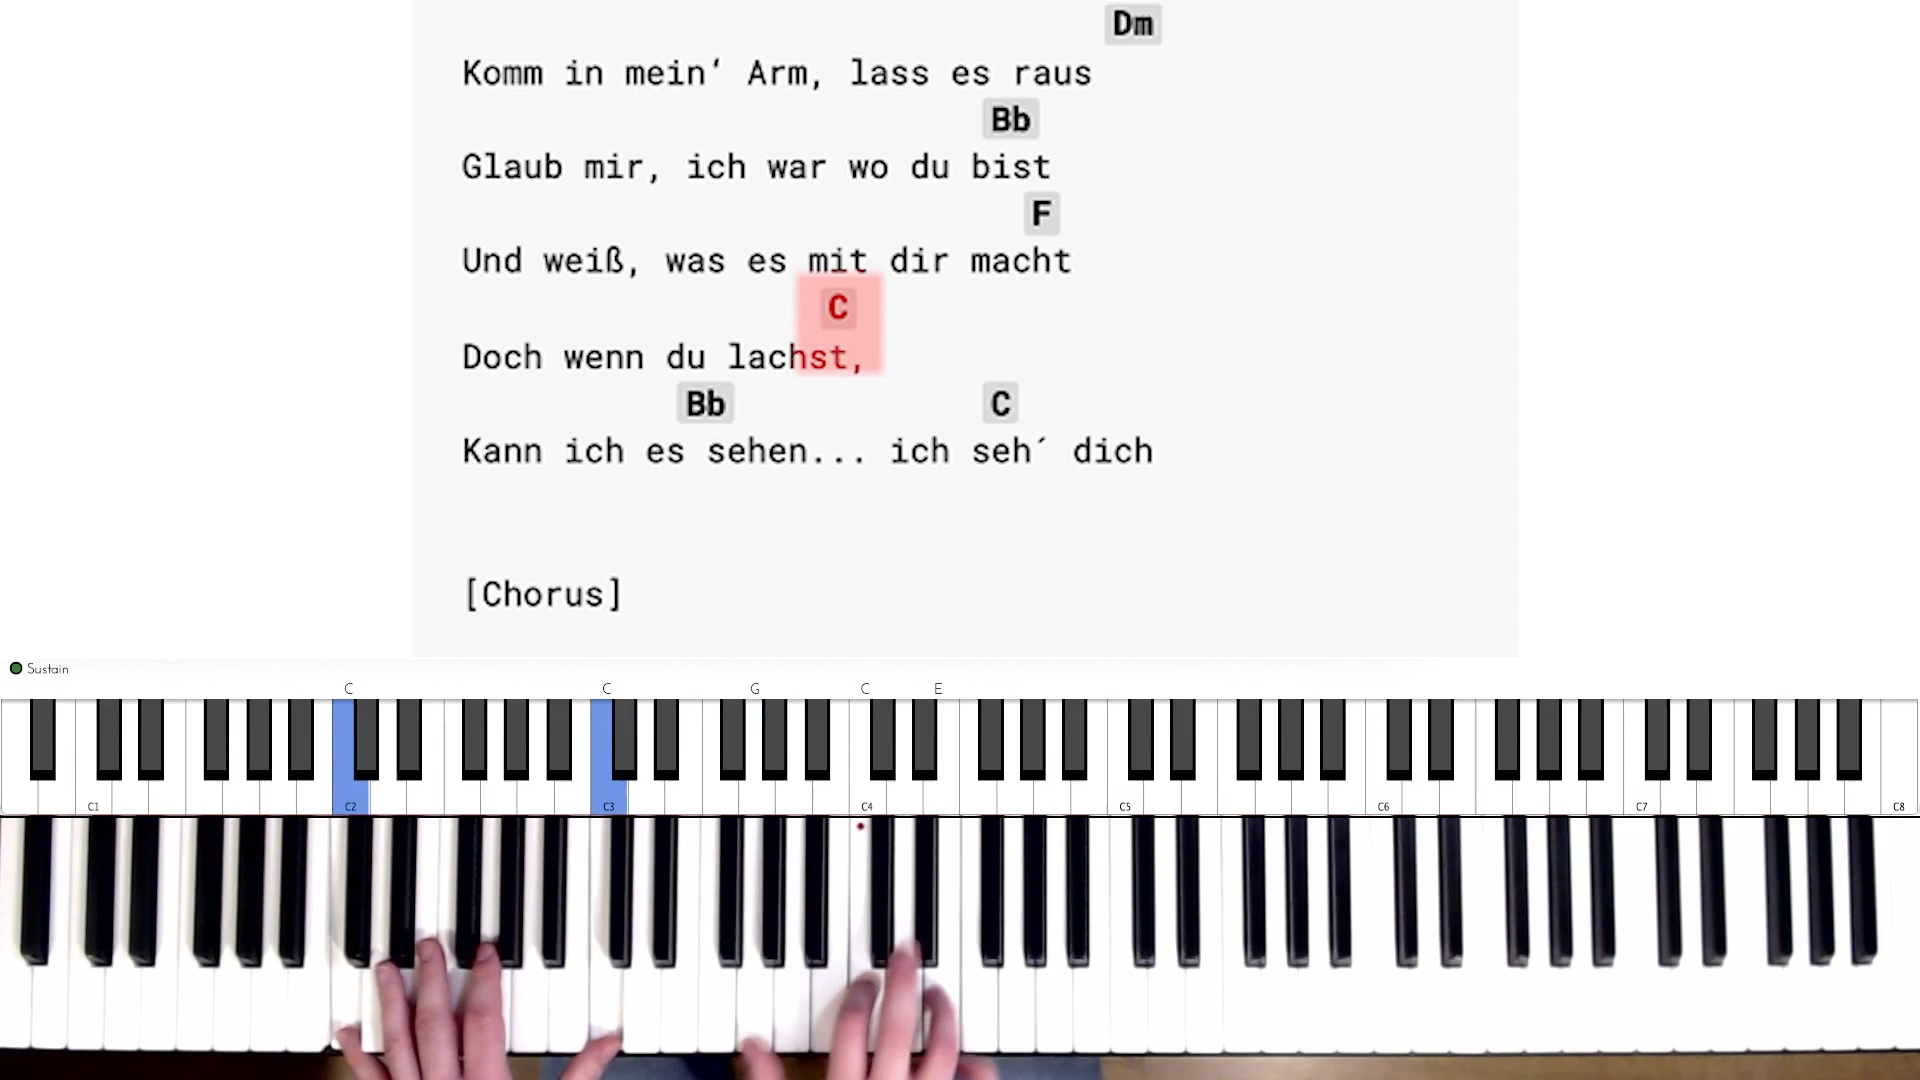 Dm
Komm in mein‘ Arm, lass es raus
Bb
Glaub mir, ich war wo du bist
F
Und weiß, was es mit dir macht
C
Doch wenn du lachst,
Bb C
Kann ich es sehen... ich seh´ dich
[Chorus]
Sustain
C C G C E
C1 C2 C3 C4 C5 C6 C7 C8